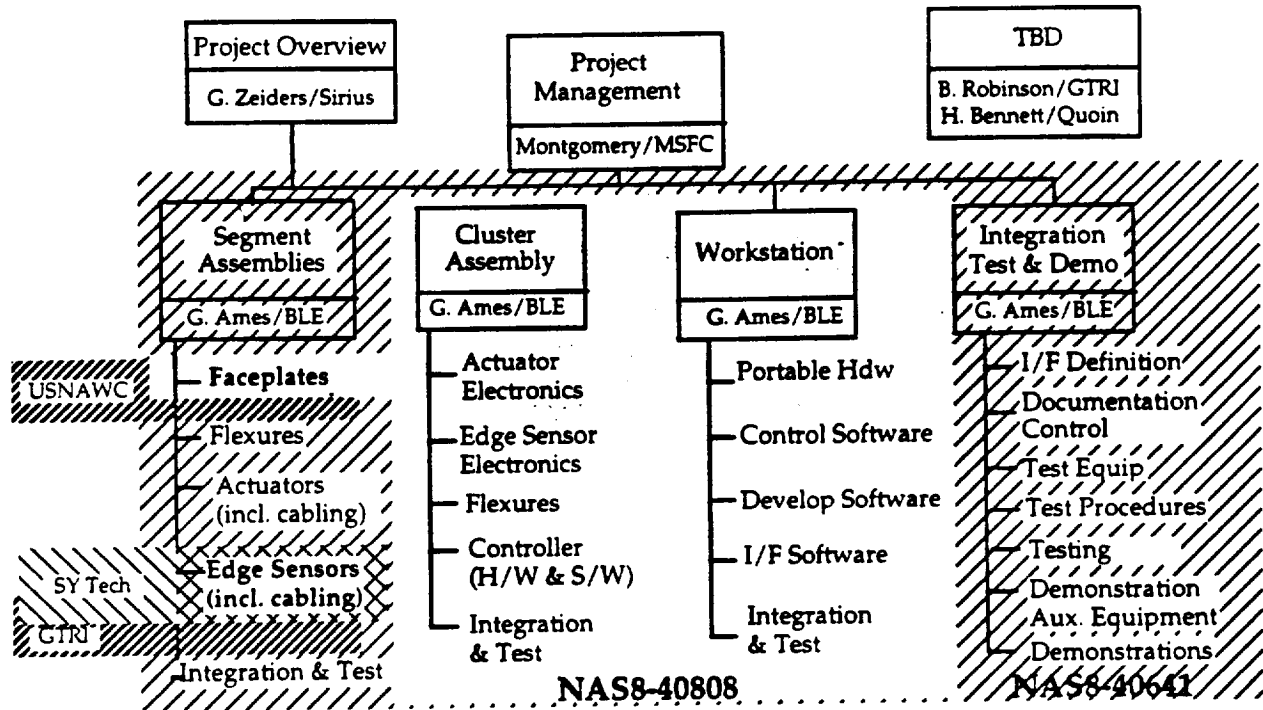 Project Overview
G. Zeiders/Sirius
Project
Management
Montgomery/MSFC
TBD
B. Robinson/GTRI
H. Bennett/Quoin
Segment
Assemblies
G. Ames/BLE
Faceplates
Flexures
Actuators
(incl. cabling)
Edge Sensors
(incl. cabling)
Integration & Test
USNAWC
SY Tech
GTRI
Cluster
Assembly
G. Ames/BLE
Actuator
Electronics
Edge Sensor
Electronics
Flexures
Controller
(H/W & S/W)
Integration
& Test
Workstation
G. Ames/BLE
Portable Hdw
Control Software
Develop Software
I/F Software
Integration
& Test
Integration
Test & Demo
G. Ames/BLE
I/F Definition
Documentation
Control
Test Equip
Test Procedures
Testing
Demonstration
Aux. Equipment
Demonstrations
NAS8-40808
NAS8-40641